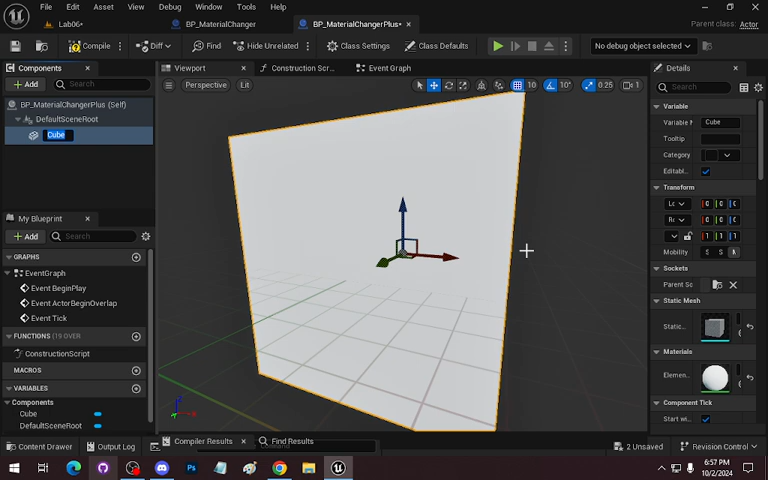 File Edit Asset View Debug Window Tools Help
Lab06•
BP_MaterialChanger
BP_MaterialChangerPlus•
Parent class: Actor
Compile
Diff
Find
Hide Unrelated
Class Settings
Class Defaults
No debug object selected
Components
Viewport
Construction Scr...
Event Graph
Details
Add
Search
Perspective
Lit
10
10°
0.25
1
Search
BP_MaterialChangerPlus (Self)
DefaultSceneRoot
Cube
Variable
Variable N
Cube
Tooltip
Category
Editabl..
Transform
Mobility
S S
Sockets
Parent So
Static Mesh
Static...
Materials
Elemen..
Component Tick
Start wi..
My Blueprint
Add
Search
GRAPHS
EventGraph
Event BeginPlay
Event ActorBeginOverlap
Event Tick
FUNCTIONS (19 OVER
ConstructionScript
MACROS
VARIABLES
Components
Cube
DefaultSceneRoot
Content Drawer
Output Log
Compiler Results
Find Results
2 Unsaved
Revision Control
6:57 PM
10/2/2024